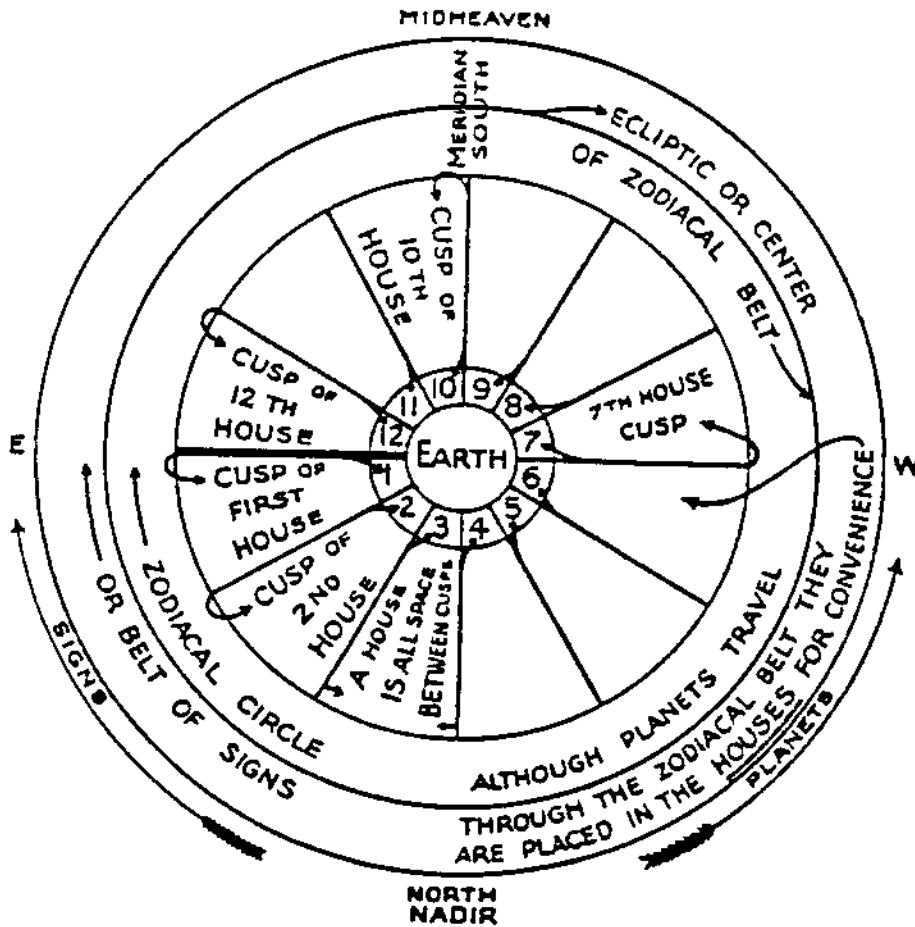 MIDHEAVEN
MERIDIAN
SOUTH
ECLIPTIC OR CENTER
OF ZODIACAL BELT
CUSP OF
10TH
HOUSE
CUSP OF
12TH
HOUSE
7TH HOUSE
CUSP
10
9
11
8
12
7
EARTH
1
6
2
5
3
4
E
W
CUSP OF
FIRST
HOUSE
CUSP OF
2ND
HOUSE
A HOUSE
IS ALL SPACE
BETWEEN CUSPS
ZODIACAL CIRCLE
OR BELT OF SIGNS
SIGNS
ALTHOUGH PLANETS TRAVEL
THROUGH THE ZODIACAL BELT THEY
ARE PLACED IN THE HOUSES FOR CONVENIENCE
PLANETS
NORTH
NADIR